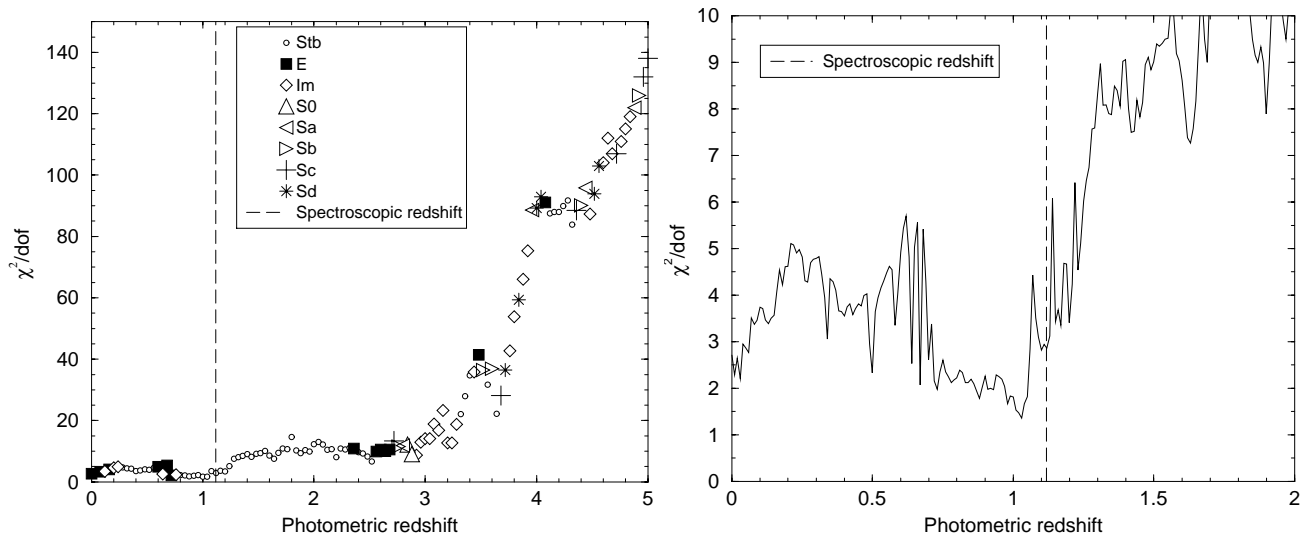 140
120
100
80
60
40
20
0
χ²/dof
0 1 2 3 4 5
Photometric redshift
Stb
E
Im
S0
Sa
Sb
Sc
Sd
Spectroscopic redshift
10
9
8
7
6
5
4
3
2
1
0
χ²/dof
0 0.5 1 1.5 2
Photometric redshift
Spectroscopic redshift